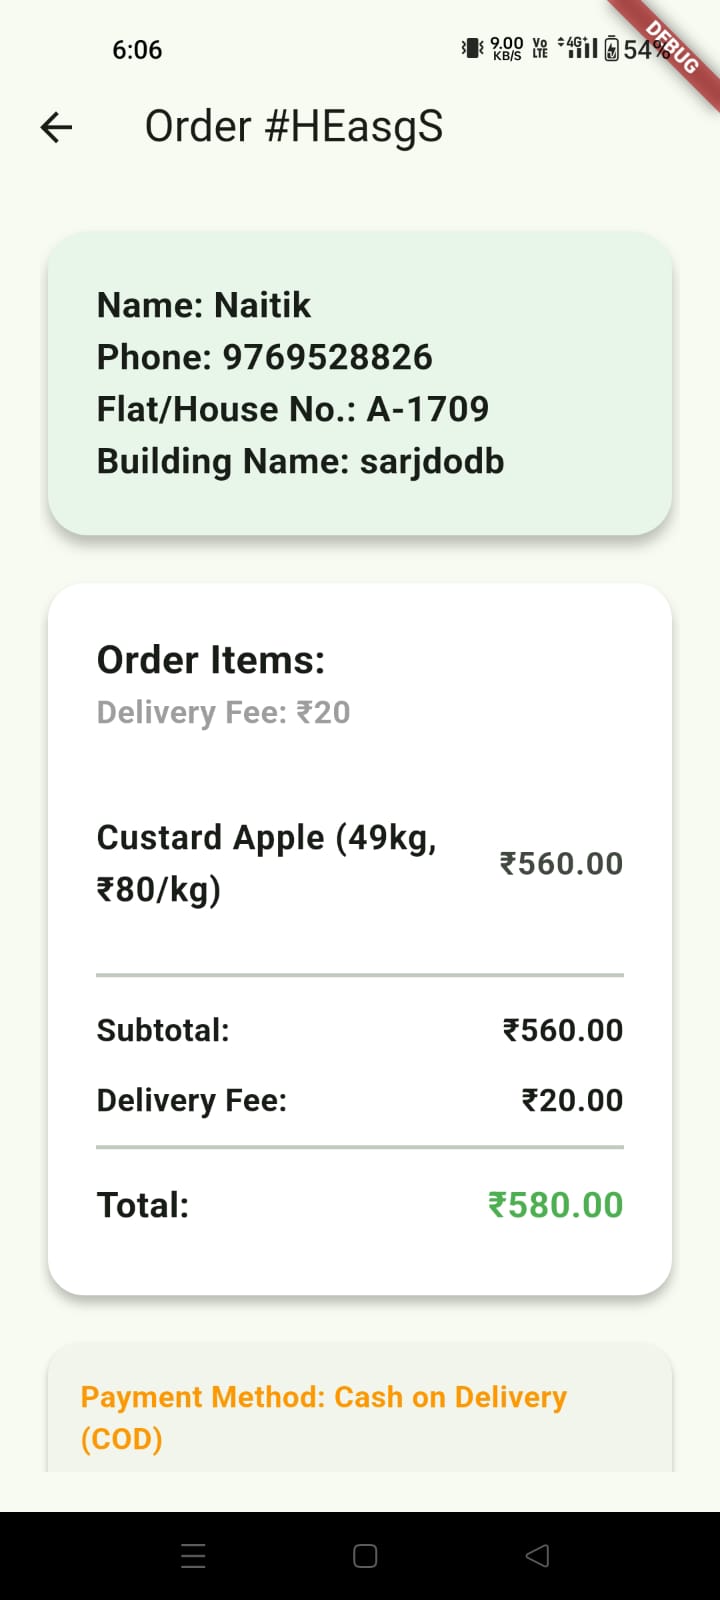 6:06
9.00 KB/S
Vo LTE
4G+
54%
DEBUG
Order #HEasgS
Name: Naitik
Phone: 9769528826
Flat/House No.: A-1709
Building Name: sarjdodb
Order Items:
Delivery Fee: ₹20
Custard Apple (49kg,
₹80/kg)
₹560.00
Subtotal: ₹560.00
Delivery Fee: ₹20.00
Total: ₹580.00
Payment Method: Cash on Delivery
(COD)